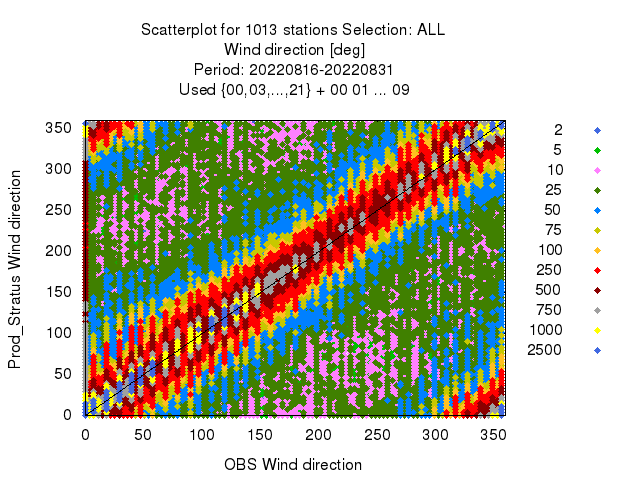 Scatterplot for 1013 stations Selection: ALL
Wind direction [deg]
Period: 20220816-20220831
Used {00,03,...,21} + 00 01 ... 09
Prod_Stratus Wind direction
350
300
250
200
150
100
50
0
0 50 100 150 200 250 300 350
OBS Wind direction
2
5
10
25
50
75
100
250
500
750
1000
2500